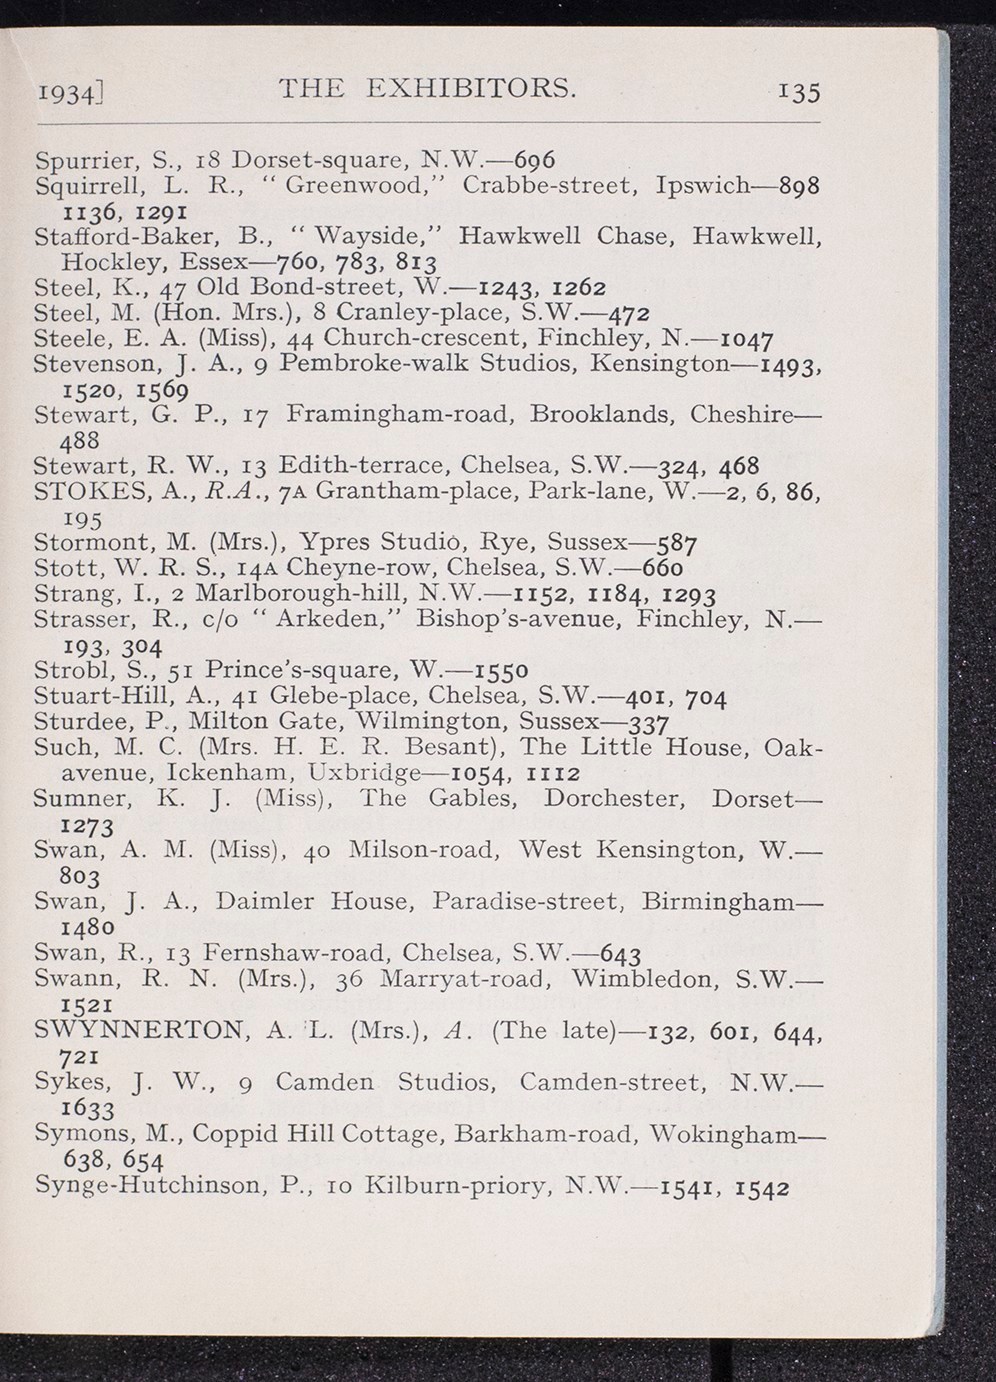 1934] THE EXHIBITORS. 135
Spurrier, S., 18 Dorset-square, N.W.—696
Squirrell, L. R., “ Greenwood,” Crabbe-street, Ipswich—898
1136, 1291
Stafford-Baker, B., “ Wayside,” Hawkwell Chase, Hawkwell,
Hockley, Essex—760, 783, 813
Steel, K., 47 Old Bond-street, W.—1243, 1262
Steel, M. (Hon. Mrs.), 8 Cranley-place, S.W.—472
Steele, E. A. (Miss), 44 Church-crescent, Finchley, N.—1047
Stevenson, J. A., 9 Pembroke-walk Studios, Kensington—1493,
1520, 1569
Stewart, G. P., 17 Framingham-road, Brooklands, Cheshire—
488
Stewart, R. W., 13 Edith-terrace, Chelsea, S.W.—324, 468
STOKES, A., R.A., 7A Grantham-place, Park-lane, W.—2, 6, 86,
195
Stormont, M. (Mrs.), Ypres Studio, Rye, Sussex—587
Stott, W. R. S., 14A Cheyne-row, Chelsea, S.W.—660
Strang, I., 2 Marlborough-hill, N.W.—1152, 1184, 1293
Strasser, R., c/o “ Arkeden,” Bishop’s-avenue, Finchley, N.—
193, 304
Strobl, S., 51 Prince’s-square, W.—1550
Stuart-Hill, A., 41 Glebe-place, Chelsea, S.W.—401, 704
Sturdee, P., Milton Gate, Wilmington, Sussex—337
Such, M. C. (Mrs. H. E. R. Besant), The Little House, Oak-
avenue, Ickenham, Uxbridge—1054, 1112
Sumner, K. J. (Miss), The Gables, Dorchester, Dorset—
1273
Swan, A. M. (Miss), 40 Milson-road, West Kensington, W.—
803
Swan, J. A., Daimler House, Paradise-street, Birmingham—
1480
Swan, R., 13 Fernshaw-road, Chelsea, S.W.—643
Swann, R. N. (Mrs.), 36 Marryat-road, Wimbledon, S.W.—
1521
SWYNNERTON, A. L. (Mrs.), A. (The late)—132, 601, 644,
721
Sykes, J. W., 9 Camden Studios, Camden-street, N.W.—
1633
Symons, M., Coppid Hill Cottage, Barkham-road, Wokingham—
638, 654
Synge-Hutchinson, P., 10 Kilburn-priory, N.W.—1541, 1542